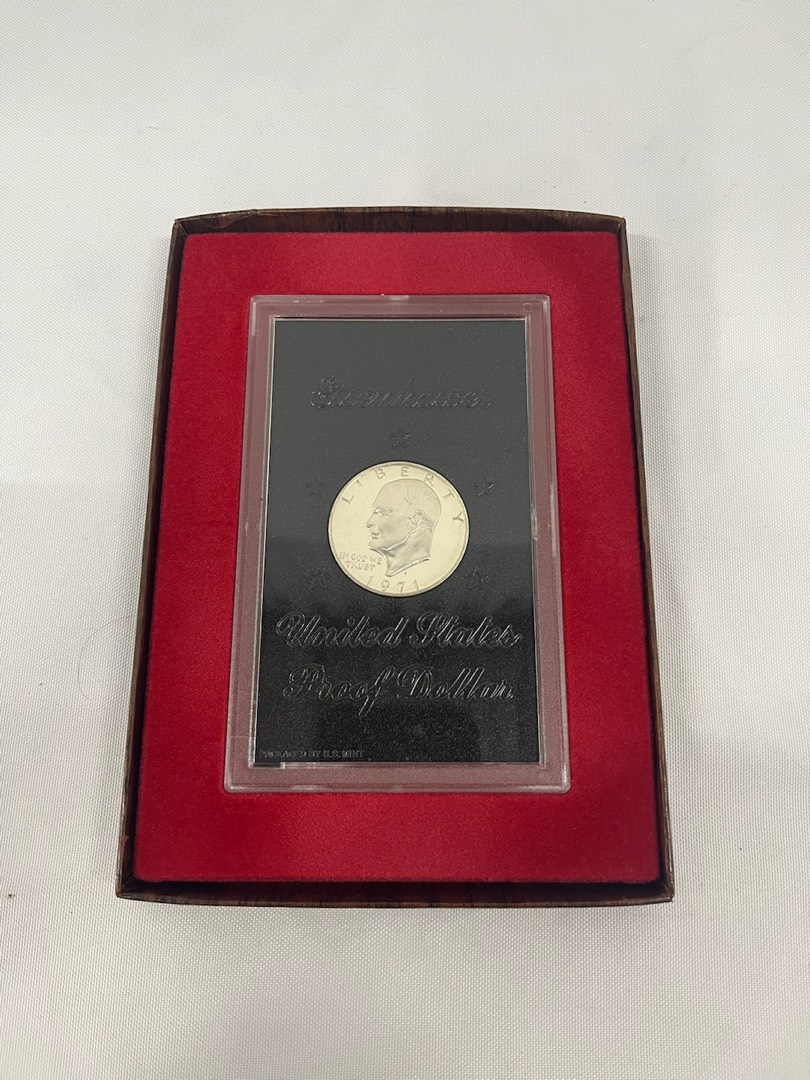 Eisenhower
LIBERTY
IN GOD WE
TRUST
1971
United States
Proof Dollar
PACKAGED BY U.S. MINT